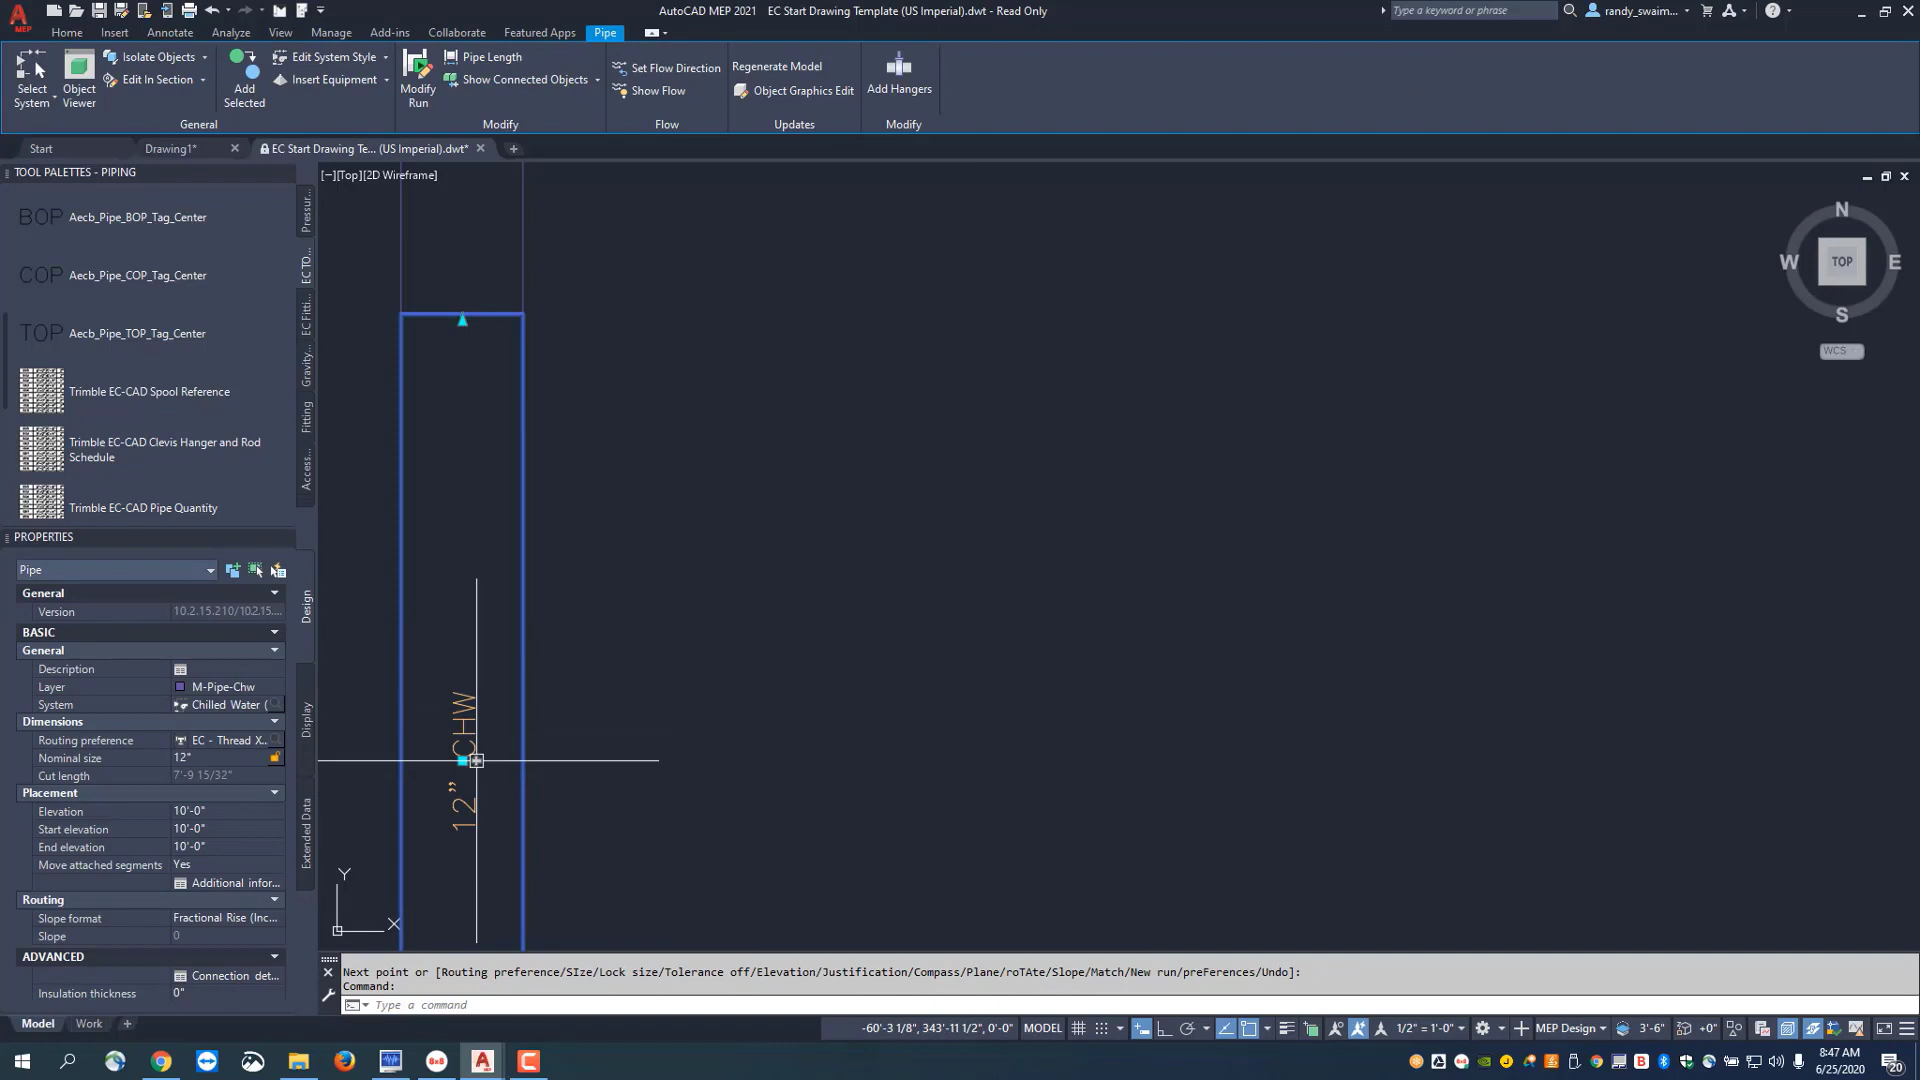 AutoCAD MEP 2021 EC Start Drawing Template (US Imperial).dwt - Read Only
Type a keyword or phrase
randy_swaim...
MEP
Home Insert Annotate Analyze View Manage Add-ins Collaborate Featured Apps Pipe
Select System
Object Viewer
Isolate Objects
Edit In Section
Add Selected
Edit System Style
Insert Equipment
General
Modify Run
Pipe Length
Show Connected Objects
Modify
Set Flow Direction
Show Flow
Flow
Regenerate Model
Object Graphics Edit
Updates
Add Hangers
Modify
Start Drawing1* EC Start Drawing Te... (US Imperial).dwt*
TOOL PALETTES - PIPING
BOP Aecb_Pipe_BOP_Tag_Center
COP Aecb_Pipe_COP_Tag_Center
TOP Aecb_Pipe_TOP_Tag_Center
Trimble EC-CAD Spool Reference
Trimble EC-CAD Clevis Hanger and Rod
Schedule
Trimble EC-CAD Pipe Quantity
Pressur...
EC TO...
EC Fitti...
Gravity...
Fitting
Access...
[−][Top][2D Wireframe]
N
W TOP E
S
WCS
12" CHW
Y
X
PROPERTIES
Pipe
General
Version 10.2.15.210/10.2.15....
BASIC
General
Description
Layer M-Pipe-Chw
System Chilled Water (
Dimensions
Routing preference EC - Thread X...
Nominal size 12"
Cut length 7'-9 15/32"
Placement
Elevation 10'-0"
Start elevation 10'-0"
End elevation 10'-0"
Move attached segments Yes
Additional infor...
Routing
Slope format Fractional Rise (Inc...
Slope 0
ADVANCED
Connection det...
Insulation thickness 0"
Design
Display
Extended Data
Next point or [Routing preference/SIze/Lock size/Tolerance off/Elevation/Justification/Compass/Plane/roTAte/Slope/Match/New run/preFerences/Undo]:
Command:
Type a command
Model Work
-60'-3 1/8", 343'-11 1/2", 0'-0" MODEL 1/2" = 1'-0" MEP Design 3'-6" +0"
8x8
8:47 AM
6/25/2020
20